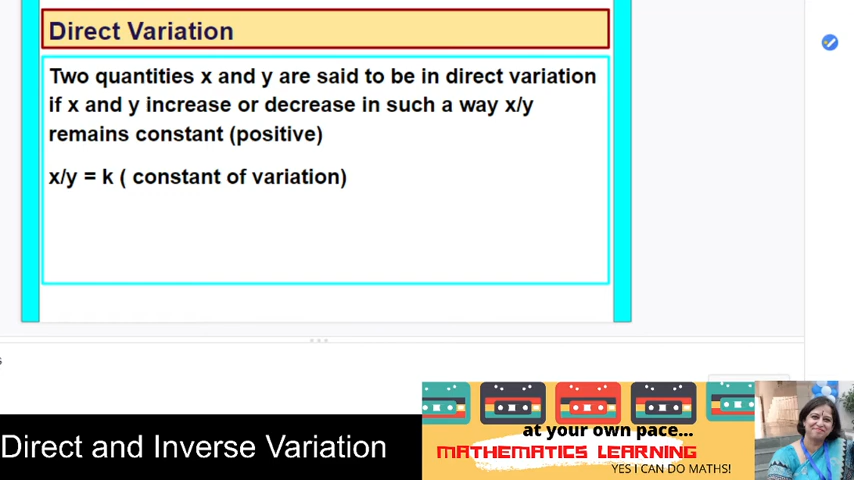 Direct Variation
Two quantities x and y are said to be in direct variation
if x and y increase or decrease in such a way x/y
remains constant (positive)
x/y = k ( constant of variation)
at your own pace...
Direct and Inverse Variation
MATHEMATICS LEARNING
YES I CAN DO MATHS!